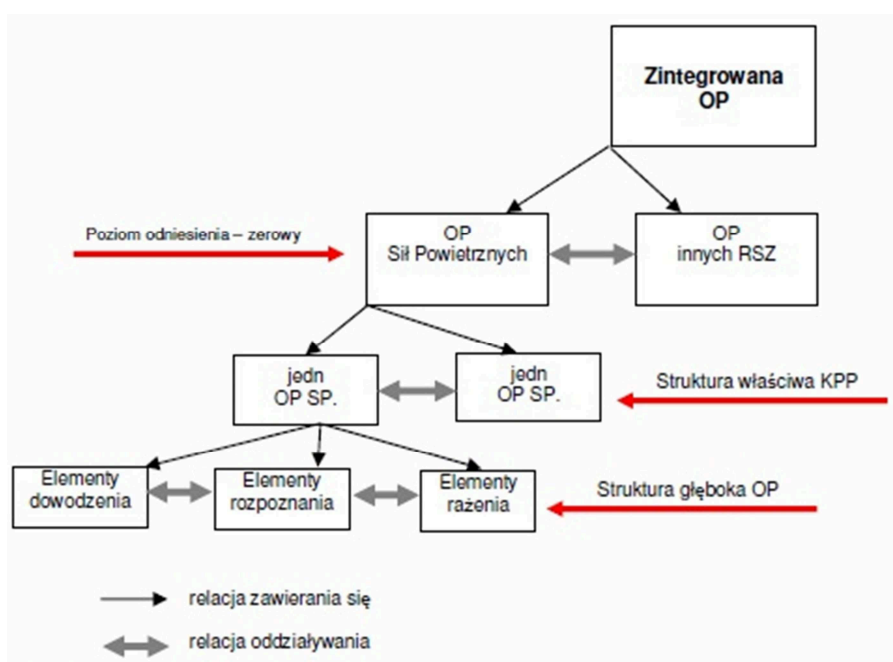 Zintegrowana
OP
Poziom odniesienia – zerowy
OP
Sił Powietrznych
OP
innych RSZ
jedn
OP SP.
jedn
OP SP.
Struktura właściwa KPP
Elementy
dowodzenia
Elementy
rozpoznania
Elementy
rażenia
Struktura głęboka OP
relacja zawierania się
relacja oddziaływania